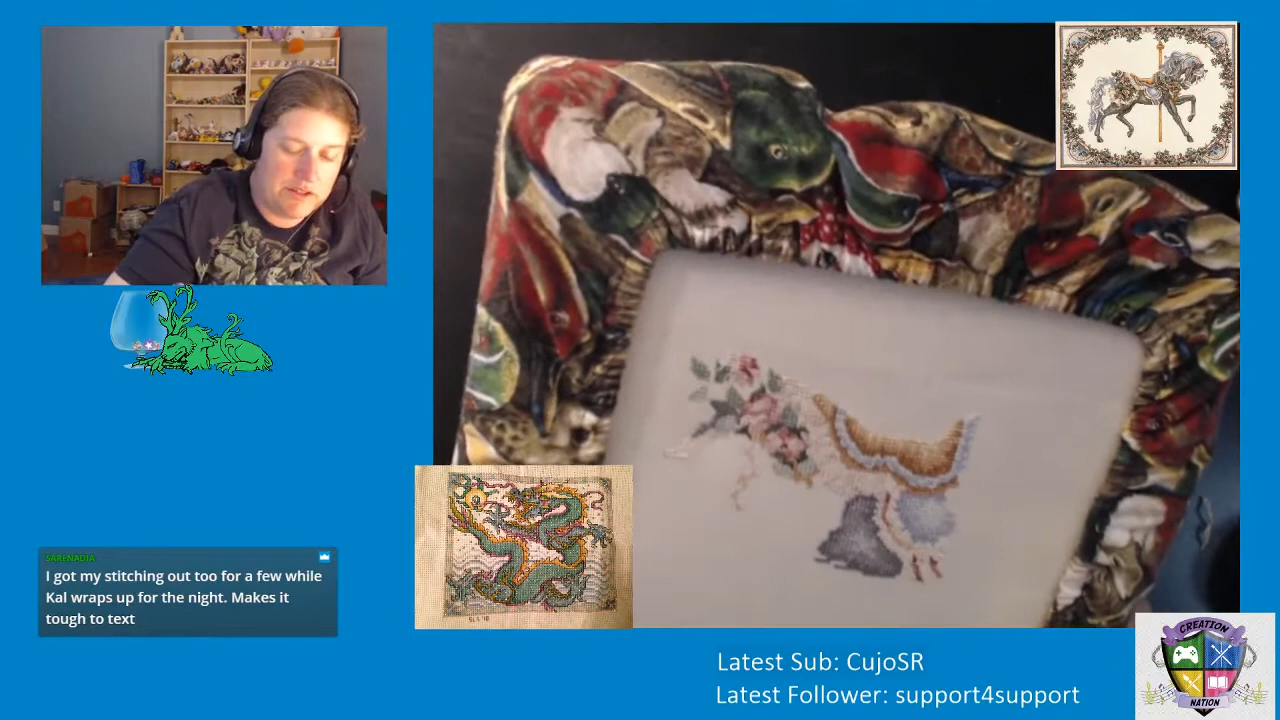 SARENADIA
I got my stitching out too for a few while
Kal wraps up for the night. Makes it
tough to text
Latest Sub: CujoSR
Latest Follower: support4support
CREATION
NATION